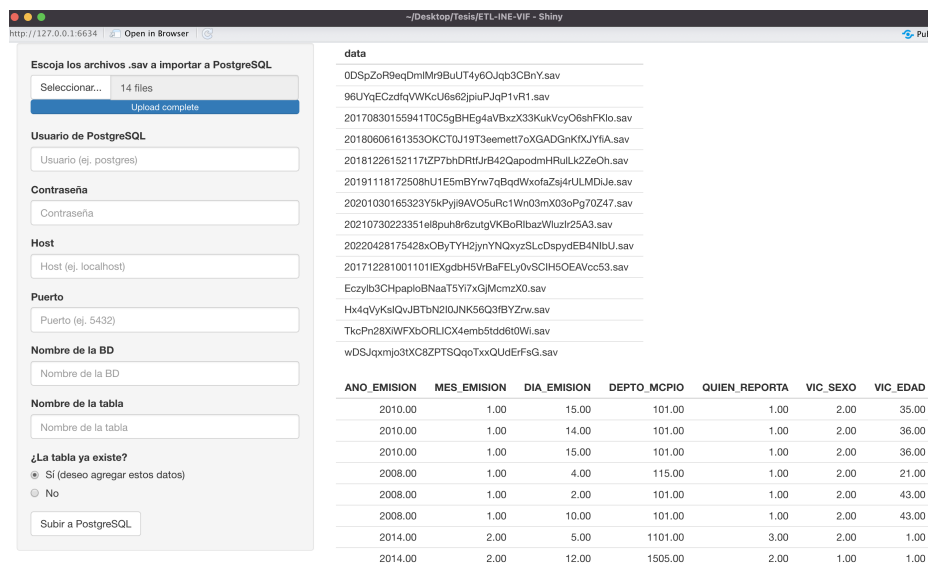 ~/Desktop/Tesis/ETL-INE-VIF - Shiny
http://127.0.0.1:6634 Open in Browser Pul
Escoja los archivos .sav a importar a PostgreSQL
Seleccionar... 14 files
Upload complete
Usuario de PostgreSQL
Usuario (ej. postgres)
Contraseña
Contraseña
Host
Host (ej. localhost)
Puerto
Puerto (ej. 5432)
Nombre de la BD
Nombre de la BD
Nombre de la tabla
Nombre de la tabla
¿La tabla ya existe?
Sí (deseo agregar estos datos)
No
Subir a PostgreSQL
data
0DSpZoR9eqDmlMr9BuUT4y6OJqb3CBnY.sav
96UYqECzdfqVWKcU6s62jpiuPJqP1vR1.sav
20170830155941T0C5gBHEg4aVBxzX33KukVcyO6shFKlo.sav
20180606161353OKCT0J19T3eemett7oXGADGnKfXJYfiA.sav
20181226152117tZP7bhDRtfJrB42QapodmHRulLk2ZeOh.sav
20191118172508hU1E5mBYrw7qBqdWxofaZsj4rULMDiJe.sav
20201030165323Y5kPyji9AVO5uRc1Wn03mX03oPg70Z47.sav
20210730223351el8puh8r6zutgVKBoRlbazWluzlr25A3.sav
20220428175428xOByTYH2jynYNQxyzSLcDspydEB4NIbU.sav
201712281001101IEXgdbH5VrBaFELy0vSCIH5OEAVcc53.sav
Eczylb3CHpaploBNaaT5Yi7xGjMcmzX0.sav
Hx4qVyKsIQvJBTbN2I0JNK56Q3fBYZrw.sav
TkcPn28XiWFXbORLICX4emb5tdd6t0Wi.sav
wDSJqxmjo3tXC8ZPTSQqoTxxQUdErFsG.sav
ANO_EMISION MES_EMISION DIA_EMISION DEPTO_MCPIO QUIEN_REPORTA VIC_SEXO VIC_EDAD
2010.00 1.00 15.00 101.00 1.00 2.00 35.00
2010.00 1.00 14.00 101.00 1.00 2.00 36.00
2010.00 1.00 15.00 101.00 1.00 2.00 36.00
2008.00 1.00 4.00 115.00 1.00 2.00 21.00
2008.00 1.00 2.00 101.00 1.00 2.00 43.00
2008.00 1.00 10.00 101.00 1.00 2.00 43.00
2014.00 2.00 5.00 1101.00 3.00 2.00 1.00
2014.00 2.00 12.00 1505.00 2.00 1.00 1.00